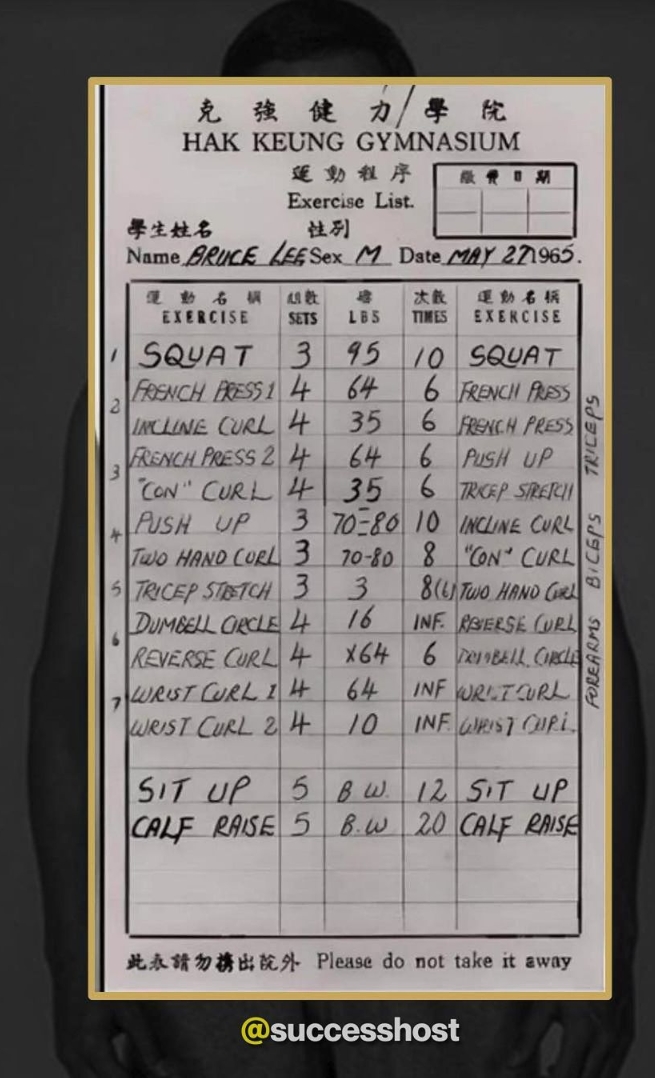 克強健力學院
HAK KEUNG GYMNASIUM
運動程序
繳費日期
Exercise List.
學生姓名 性別
Name BRUCE LEE Sex M Date MAY 27 1965.
運動名稱 組數 磅 次數 運動名稱
EXERCISE SETS LBS TIMES EXERCISE
1 SQUAT 3 95 10 SQUAT
FRENCH PRESS 1 4 64 6 FRENCH PRESS
2 INCLINE CURL 4 35 6 FRENCH PRESS
FRENCH PRESS 2 4 64 6 PUSH UP
3 "CON" CURL 4 35 6 TRICEP STRETCH
PUSH UP 3 70-80 10 INCLINE CURL
4 TWO HAND CURL 3 70-80 8 "CON" CURL
5 TRICEP STRETCH 3 3 8(6) TWO HAND CURL
DUMBELL CIRCLE 4 16 INF. REVERSE CURL
6 REVERSE CURL 4 X64 6 DUMBELL CIRCLE
WRIST CURL 1 4 64 INF WRIST CURL
7 WRIST CURL 2 4 10 INF. WRIST CURL
SIT UP 5 B.W. 12 SIT UP
CALF RAISE 5 B.W 20 CALF RAISE
TRICEPS
BICEPS
FOREARMS
請勿携出院外 Please do not take it away
@successhost